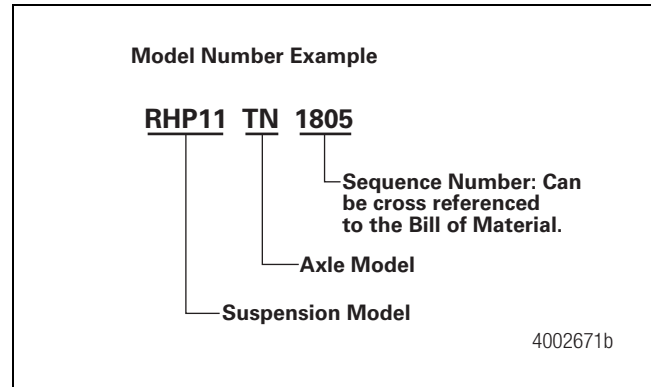 Model Number Example
RHP11 TN 1805
Sequence Number: Can
be cross referenced
to the Bill of Material.
Axle Model
Suspension Model
4002671b